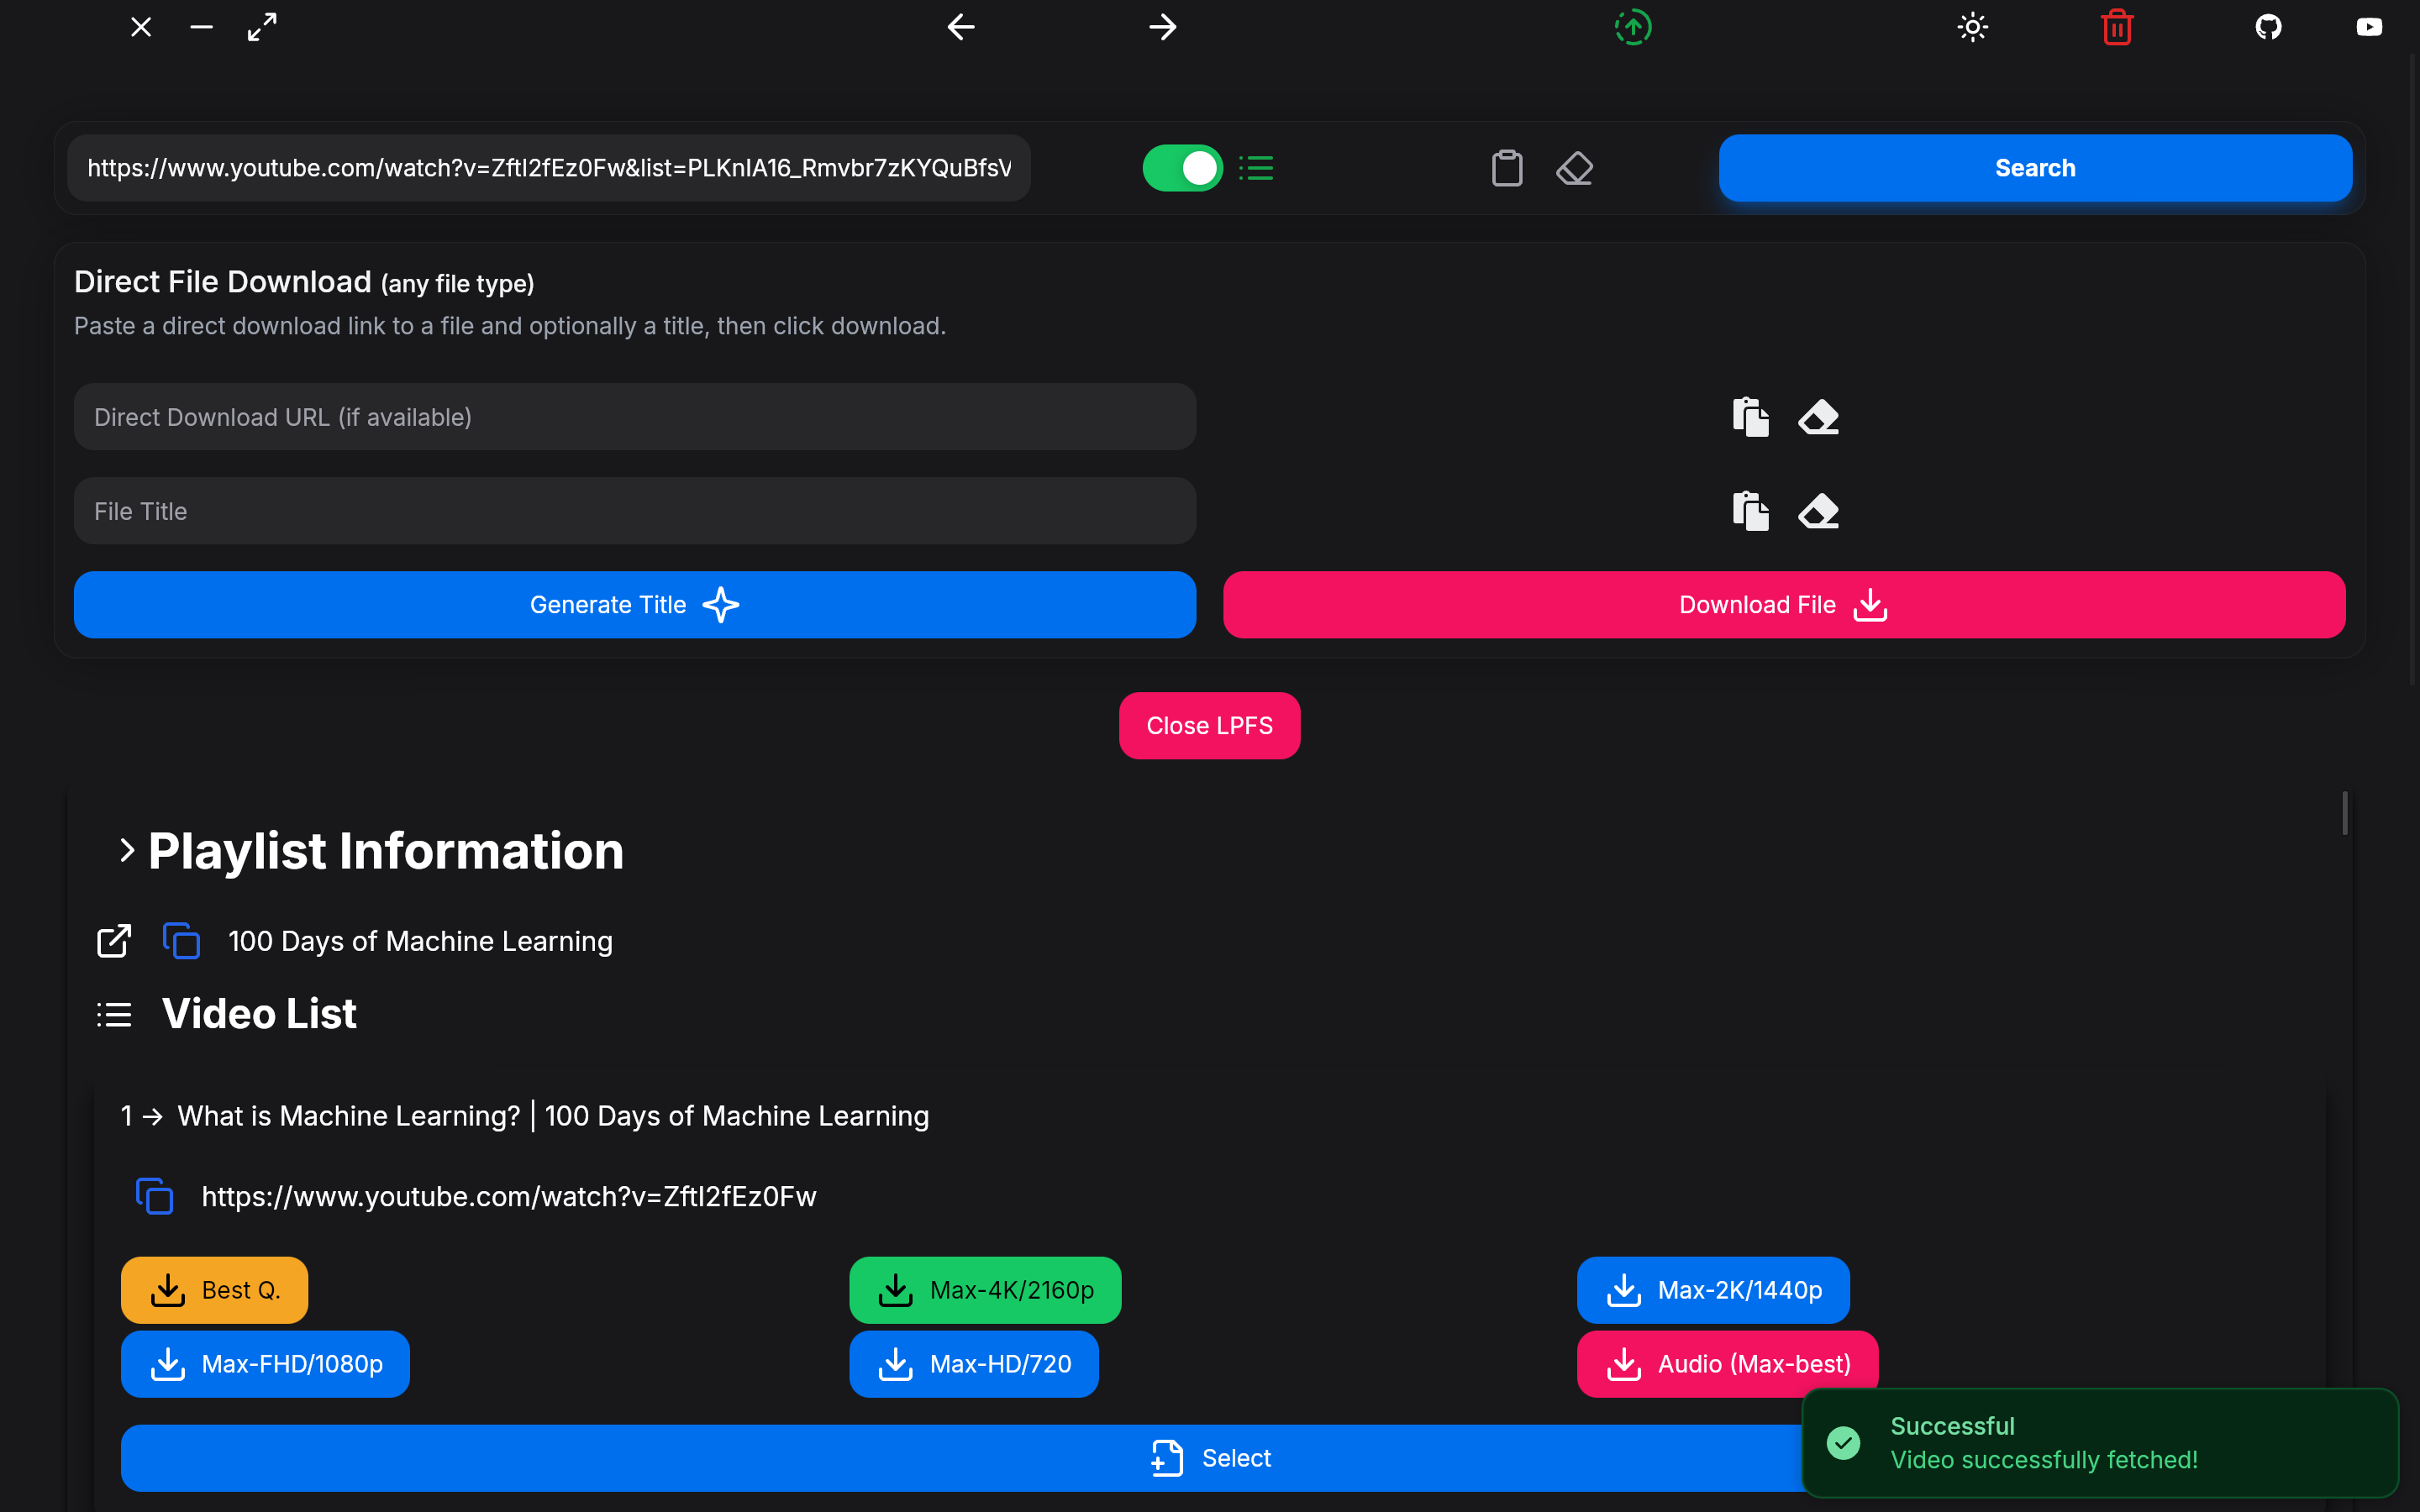 https://www.youtube.com/watch?v=ZftI2fEz0Fw&list=PLKnIA16_Rmvbr7zKYQuBfsV
Search
Direct File Download (any file type)
Paste a direct download link to a file and optionally a title, then click download.
Direct Download URL (if available)
File Title
Generate Title
Download File
Close LPFS
Playlist Information
100 Days of Machine Learning
Video List
1 → What is Machine Learning? | 100 Days of Machine Learning
https://www.youtube.com/watch?v=ZftI2fEz0Fw
Best Q.
Max-4K/2160p
Max-2K/1440p
Max-FHD/1080p
Max-HD/720
Audio (Max-best)
Select
Successful
Video successfully fetched!